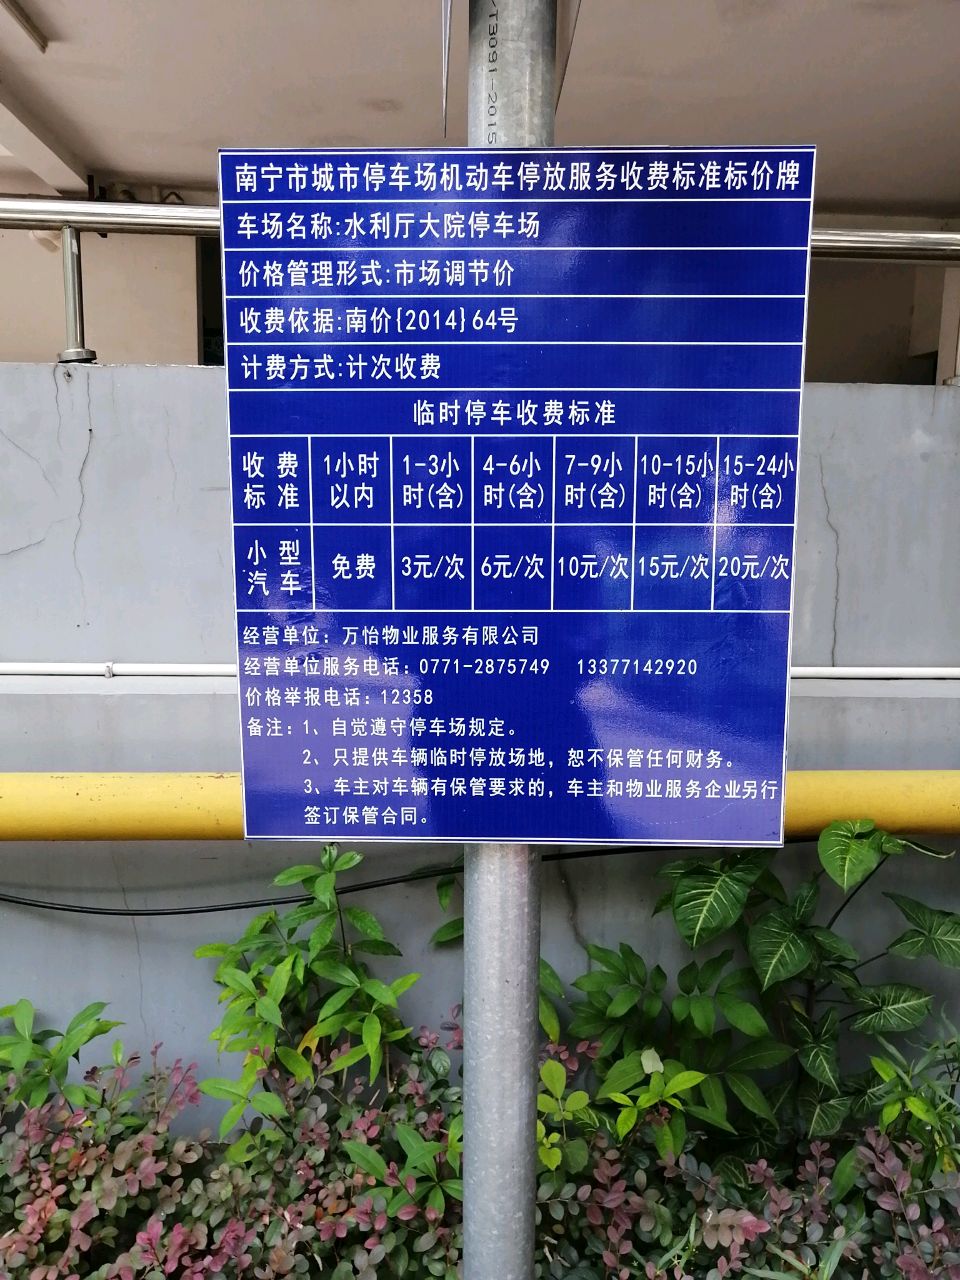 YT3091-2015
南宁市城市停车场机动车停放服务收费标准标价牌
车场名称:水利厅大院停车场
价格管理形式:市场调节价
收费依据:南价{2014}64号
计费方式:计次收费
临时停车收费标准
收费标准 1小时以内 1-3小时(含) 4-6小时(含) 7-9小时(含) 10-15小时(含) 15-24小时(含)
小型汽车 免费 3元/次 6元/次 10元/次 15元/次 20元/次
经营单位：万怡物业服务有限公司
经营单位服务电话：0771-2875749 13377142920
价格举报电话：12358
备注：1、自觉遵守停车场规定。
2、只提供车辆临时停放场地，恕不保管任何财务。
3、车主对车辆有保管要求的，车主和物业服务企业另行
签订保管合同。